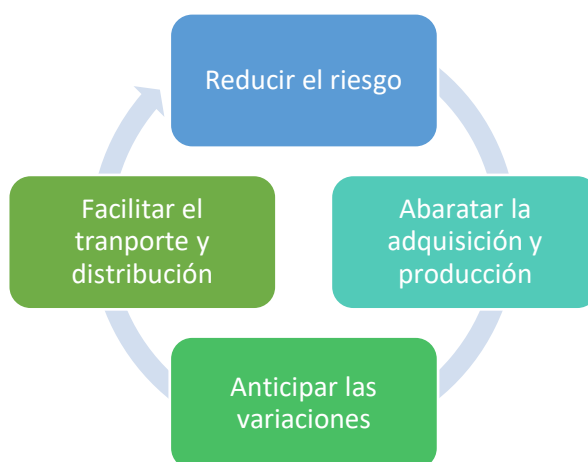 Reducir el riesgo
Abaratar la
adquisición y
producción
Anticipar las
variaciones
Facilitar el
tranporte y
distribución